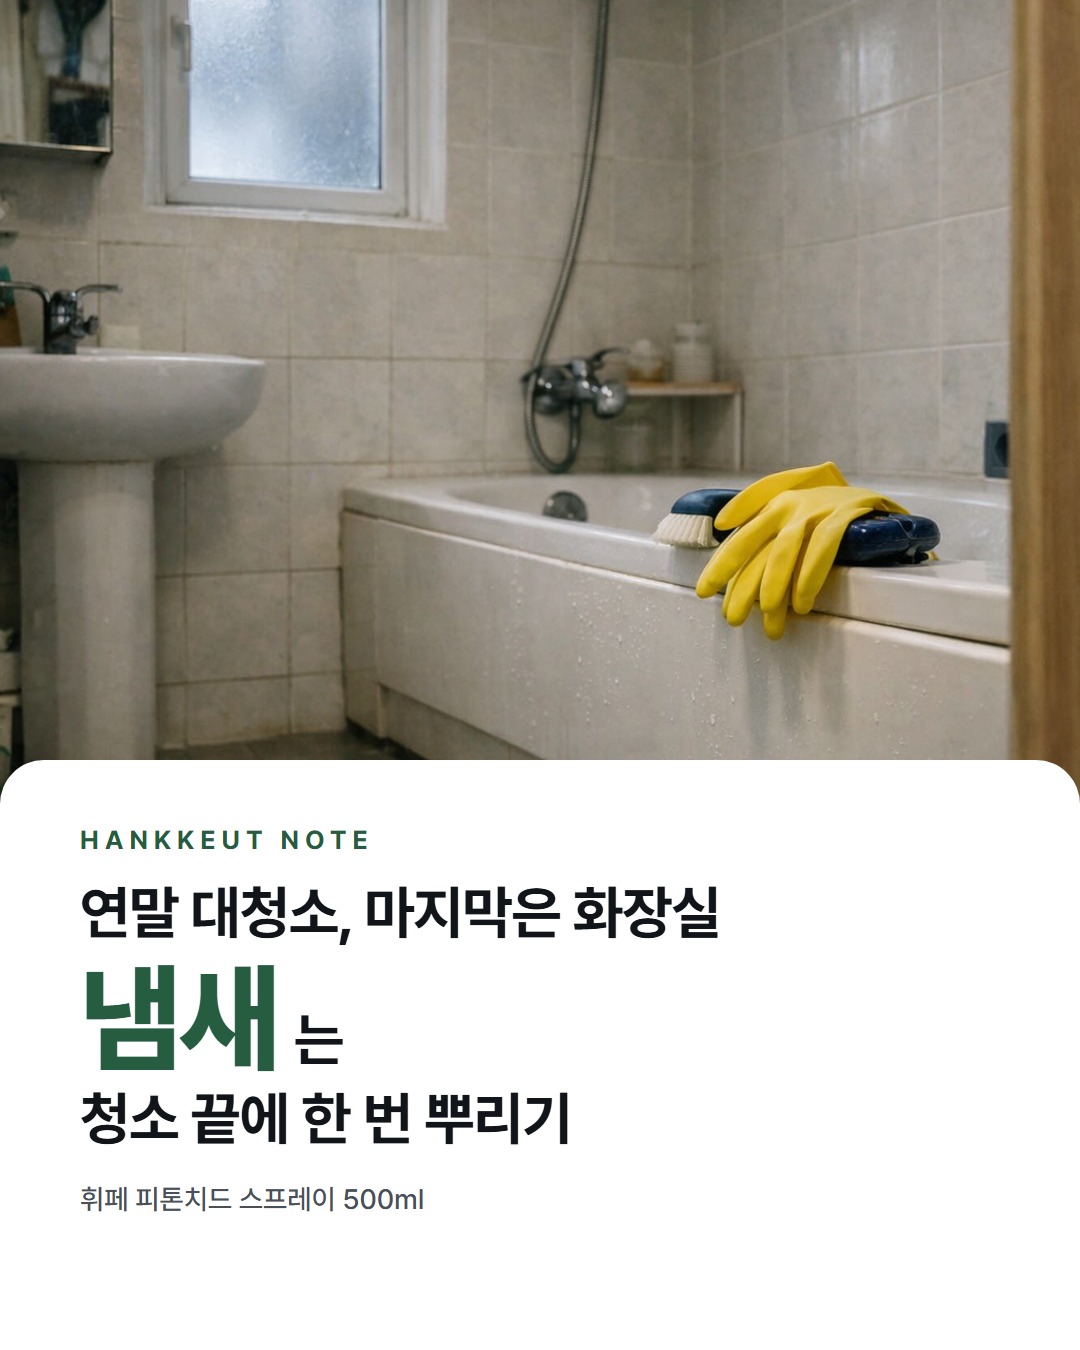 HANKKEUT NOTE
연말 대청소, 마지막은 화장실
냄새 는
청소 끝에 한 번 뿌리기
휘페 피톤치드 스프레이 500ml